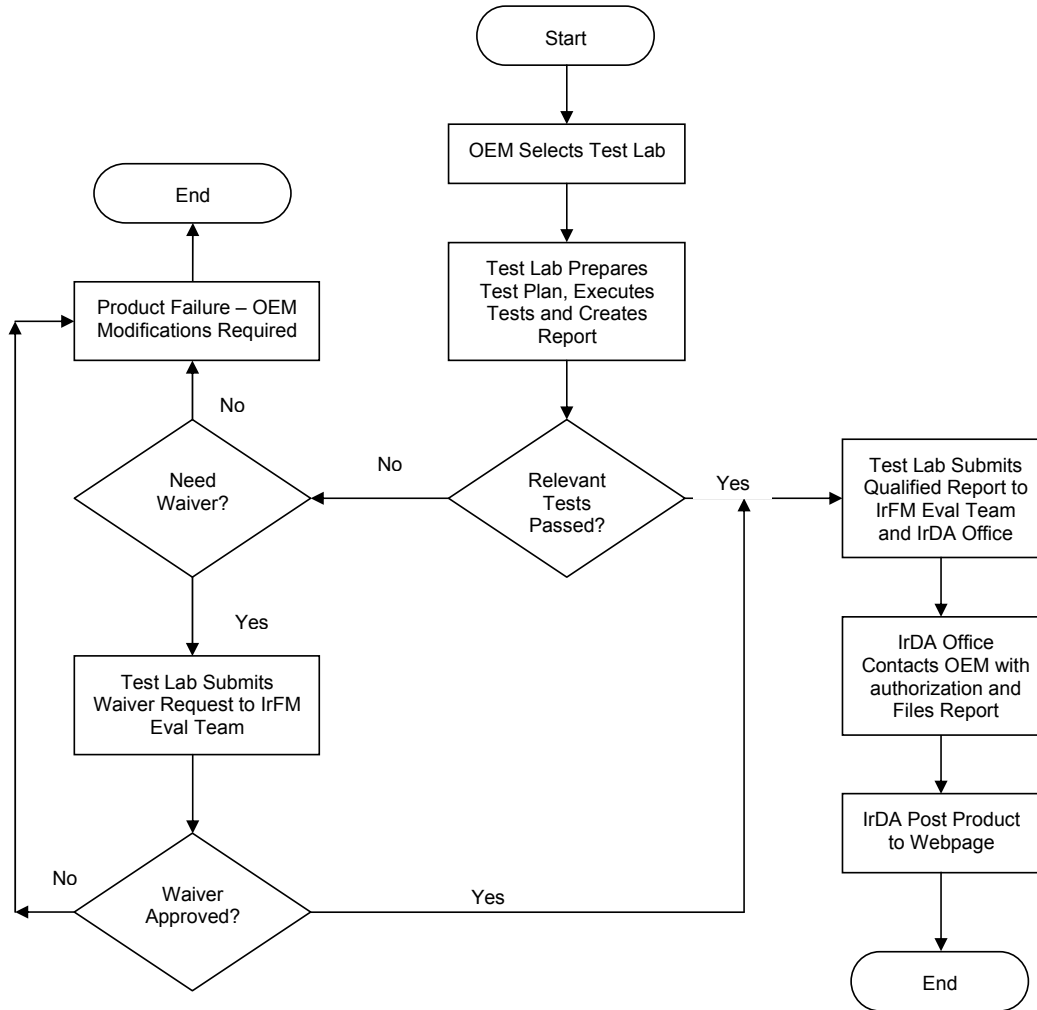 Start
OEM Selects Test Lab
End
Test Lab Prepares
Test Plan, Executes
Tests and Creates
Report
Product Failure – OEM
Modifications Required
No
Need
Waiver?
No
Relevant
Tests
Passed?
Yes
Test Lab Submits
Qualified Report to
IrFM Eval Team
and IrDA Office
Yes
Test Lab Submits
Waiver Request to IrFM
Eval Team
IrDA Office
Contacts OEM with
authorization and
Files Report
IrDA Post Product
to Webpage
No
Waiver
Approved?
Yes
End